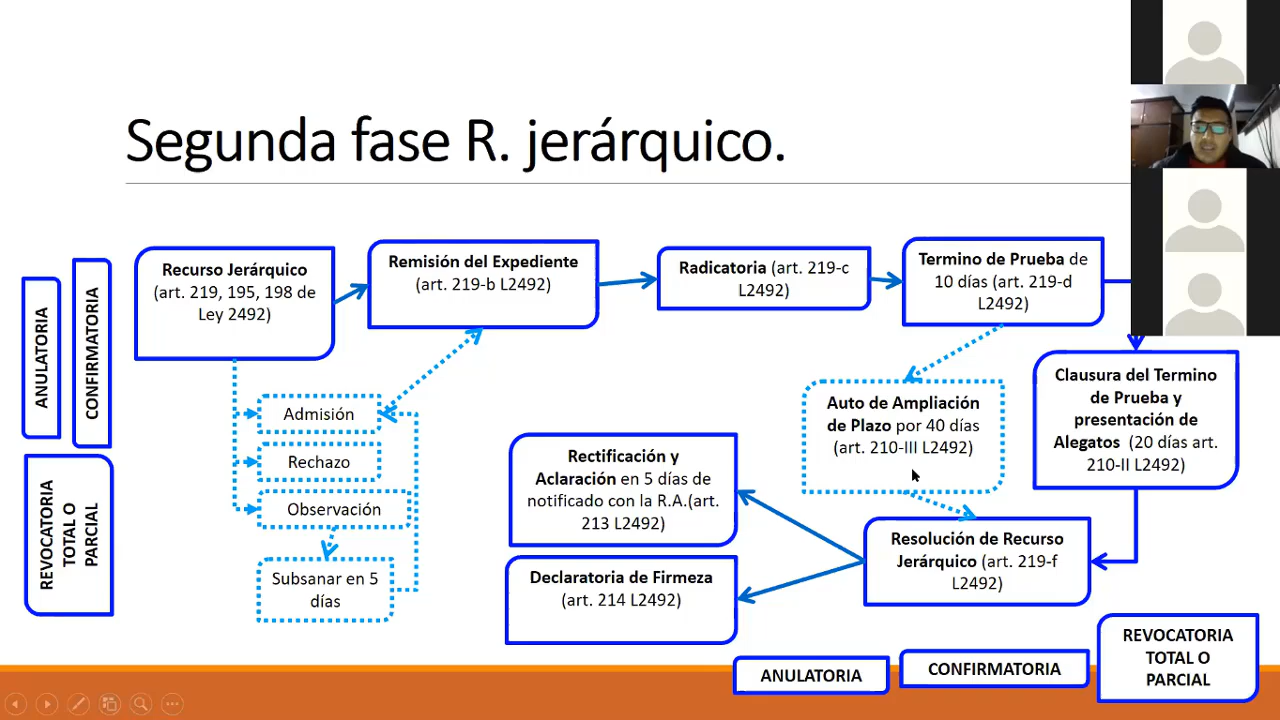 Segunda fase R. jerárquico.
ANULATORIA
CONFIRMATORIA
REVOCATORIA
TOTAL O
PARCIAL
Recurso Jerárquico
(art. 219, 195, 198 de
Ley 2492)
Remisión del Expediente
(art. 219-b L2492)
Radicatoria (art. 219-c
L2492)
Termino de Prueba de
10 días (art. 219-d
L2492)
Clausura del Termino
de Prueba y
presentación de
Alegatos (20 días art.
210-II L2492)
Auto de Ampliación
de Plazo por 40 días
(art. 210-III L2492)
Admisión
Rechazo
Observación
Subsanar en 5
días
Rectificación y
Aclaración en 5 días de
notificado con la R.A.(art.
213 L2492)
Declaratoria de Firmeza
(art. 214 L2492)
Resolución de Recurso
Jerárquico (art. 219-f
L2492)
ANULATORIA
CONFIRMATORIA
REVOCATORIA
TOTAL O
PARCIAL